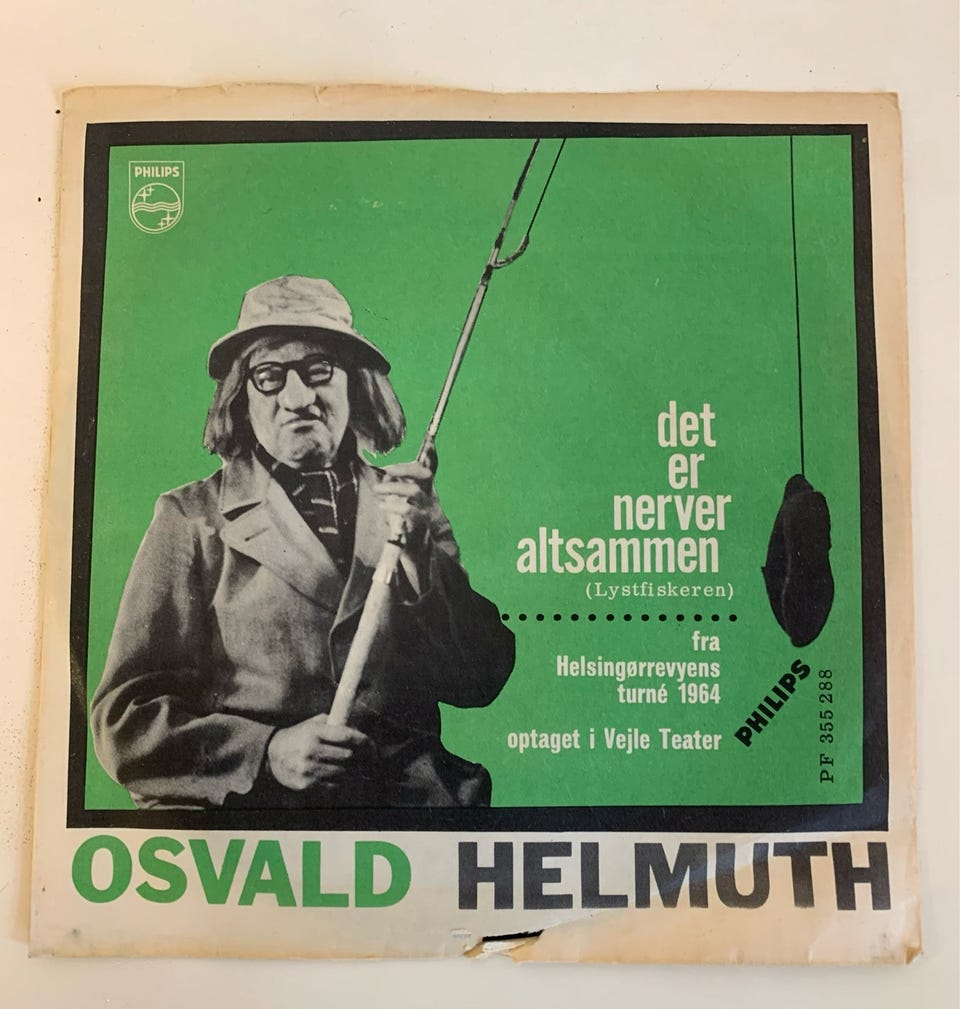 PHILIPS
det
er
nerver
altsammen
(Lystfiskeren)
fra
Helsingørrevyens
turné 1964
optaget i Vejle Teater
PHILIPS
PF 355 288
OSVALD HELMUTH